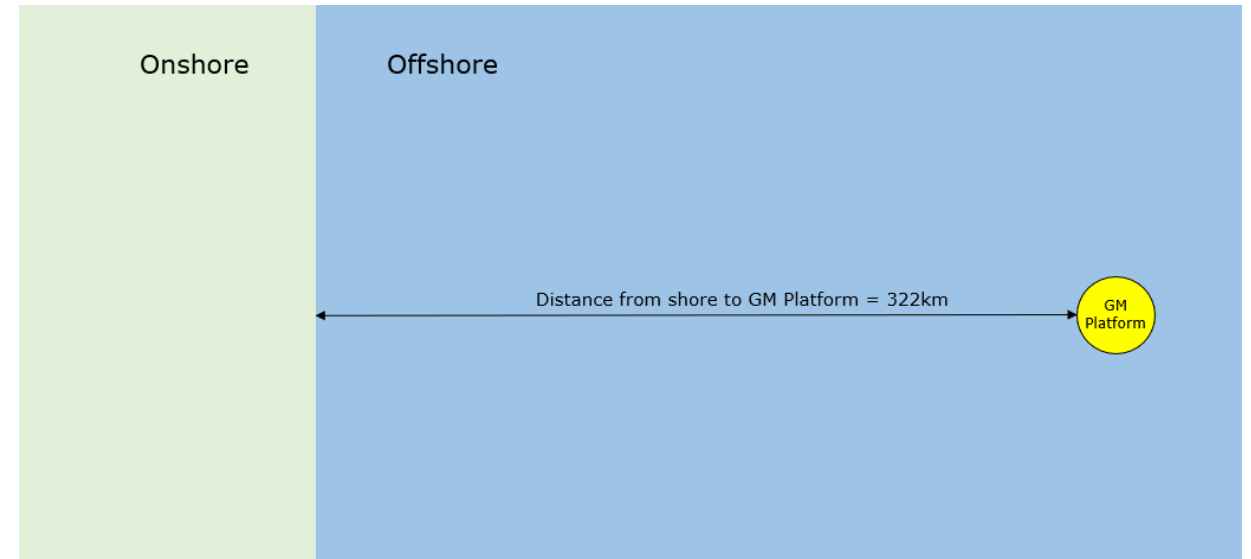 Onshore
Offshore
Distance from shore to GM Platform = 322km
GM
Platform